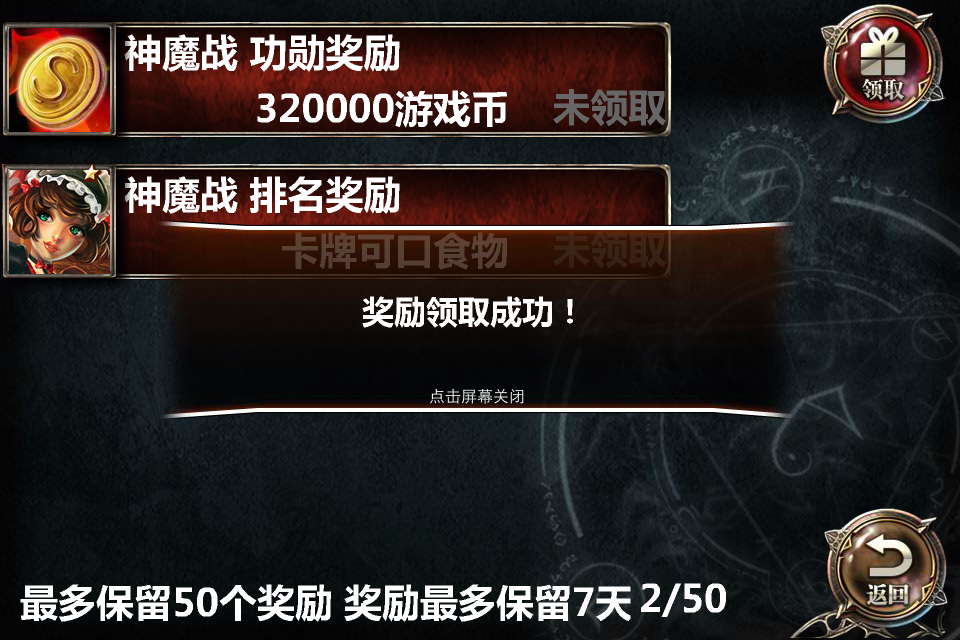 神魔战 功勋奖励
320000游戏币 未领取
领取
神魔战 排名奖励
卡牌可口食物 未领取
奖励领取成功！
点击屏幕关闭
返回
最多保留50个奖励 奖励最多保留7天 2/50